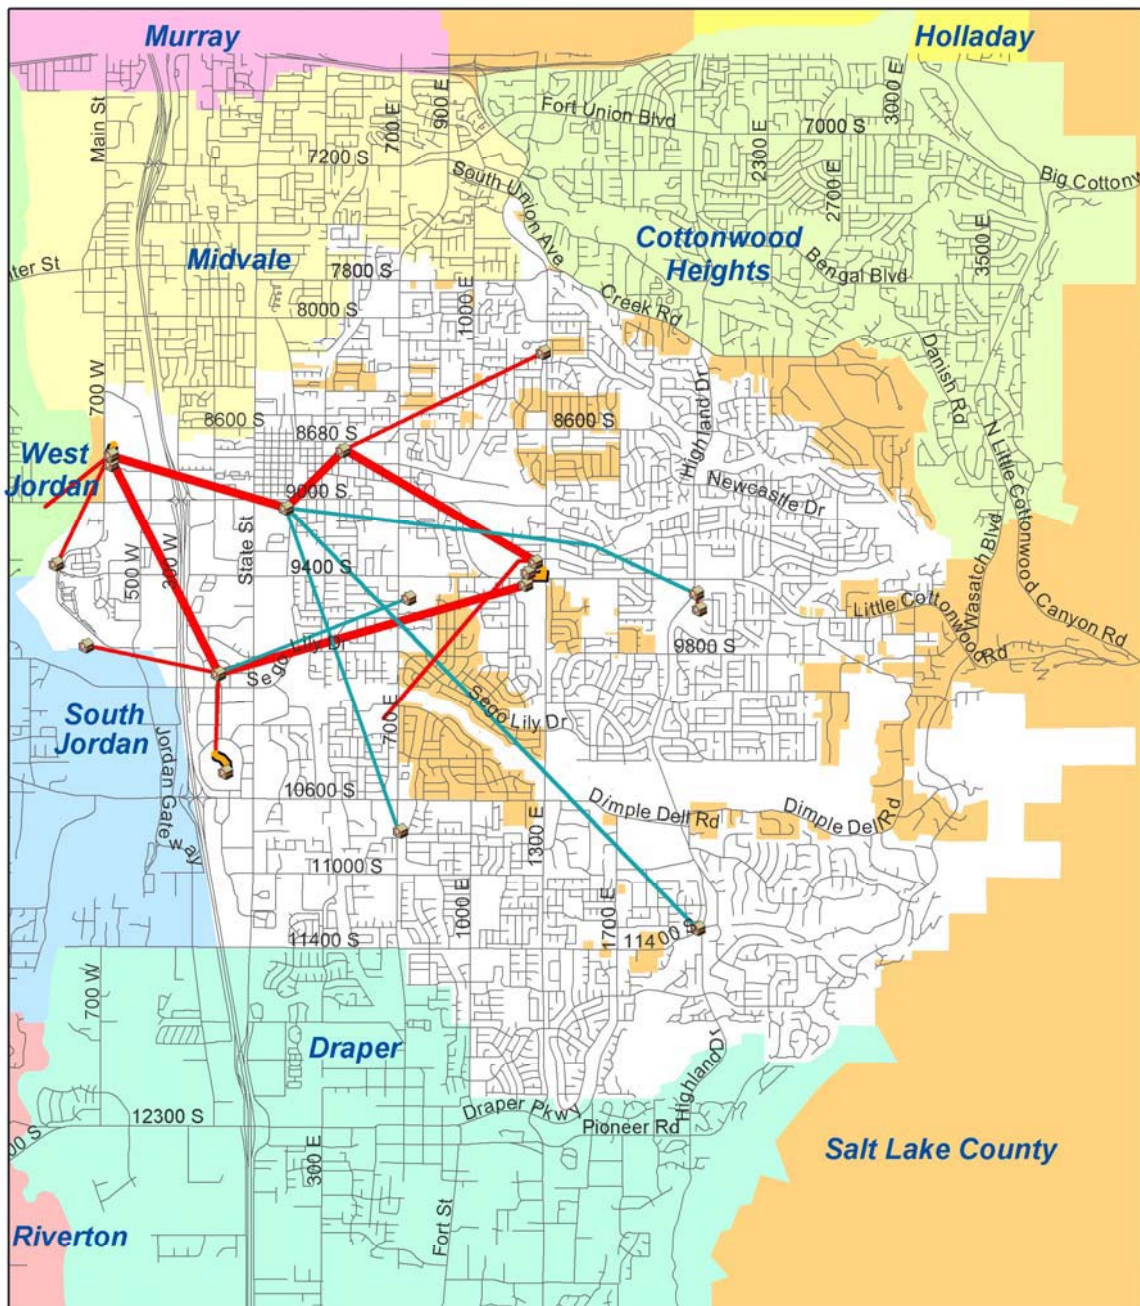 Murray
Holladay
Main St
700 E
900 E
Fort Union Blvd
3000 E
7000 S
7200 S
South Union Ave
2300 E
2700 E
Big Cottonw
3500 E
Midvale
Cottonwood
Heights
Bengal Blvd
ter St
7800 S
8000 S
1000 E
Creek Rd
Danish Rd
700 W
8600 S
8680 S
8600 S
Highland Dr
N Little Cottonwood Canyon Rd
West
Jordan
9000 S
Newcastle Dr
State St
500 W
300 W
9400 S
Wasatch Blvd
Little Cottonwood Rd
9800 S
Sego Lily Dr
South
Jordan
700 E
Sego Lily Dr
Jordan Gateway
10600 S
Dimple Dell Rd
Dimple Dell Rd
1300 E
11000 S
1000 E
1700 E
11400 S
11400 S
700 W
Draper
Highland Dr
12300 S
Draper Pkwy
Pioneer Rd
00 S
300 E
Salt Lake County
Fort St
Riverton